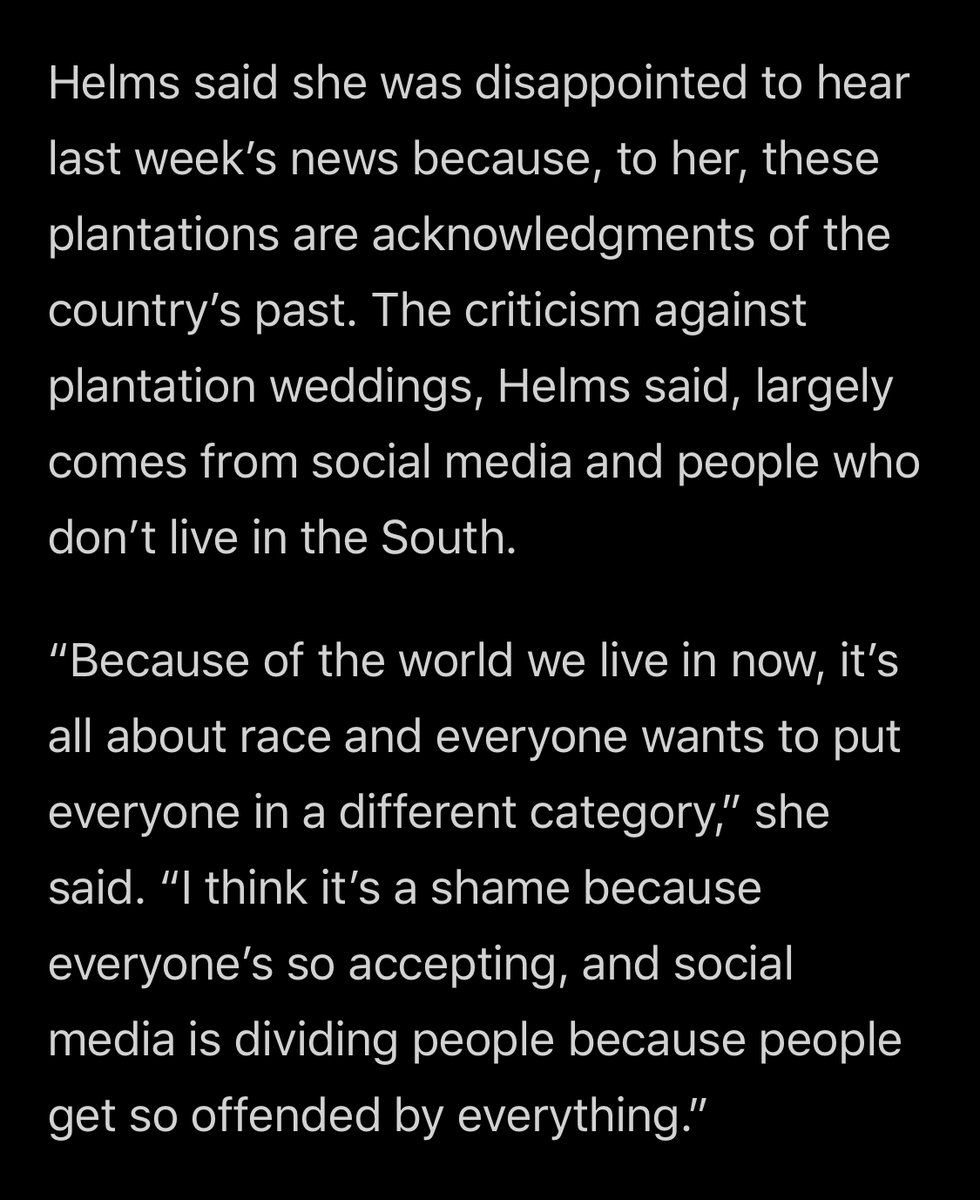 Helms said she was disappointed to hear
last week’s news because, to her, these
plantations are acknowledgments of the
country’s past. The criticism against
plantation weddings, Helms said, largely
comes from social media and people who
don’t live in the South.
“Because of the world we live in now, it’s
all about race and everyone wants to put
everyone in a different category,” she
said. “I think it’s a shame because
everyone’s so accepting, and social
media is dividing people because people
get so offended by everything.”